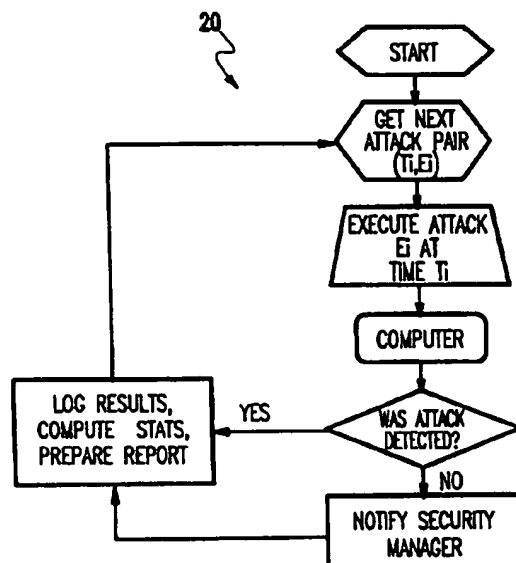 20
START
GET NEXT
ATTACK PAIR
(Ti,Ei)
EXECUTE ATTACK
Ei AT
TIME Ti
COMPUTER
WAS ATTACK
DETECTED?
YES
LOG RESULTS,
COMPUTE STATS,
PREPARE REPORT
NO
NOTIFY SECURITY
MANAGER